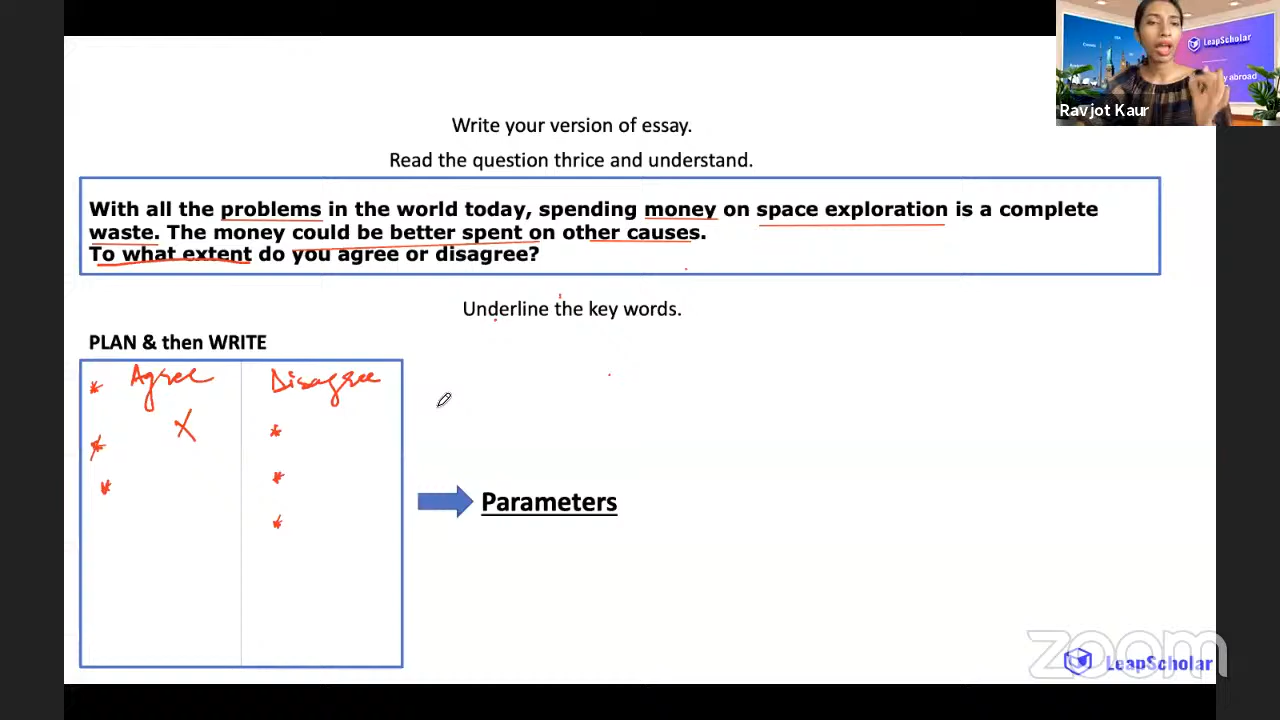 LeapScholar
y abroad
Ravjot Kaur
Write your version of essay.
Read the question thrice and understand.
With all the problems in the world today, spending money on space exploration is a complete
waste. The money could be better spent on other causes.
To what extent do you agree or disagree?
Underline the key words.
PLAN & then WRITE
* Agree
Disagree
X
*
*
*
*
*
*
Parameters
zoom
LeapScholar